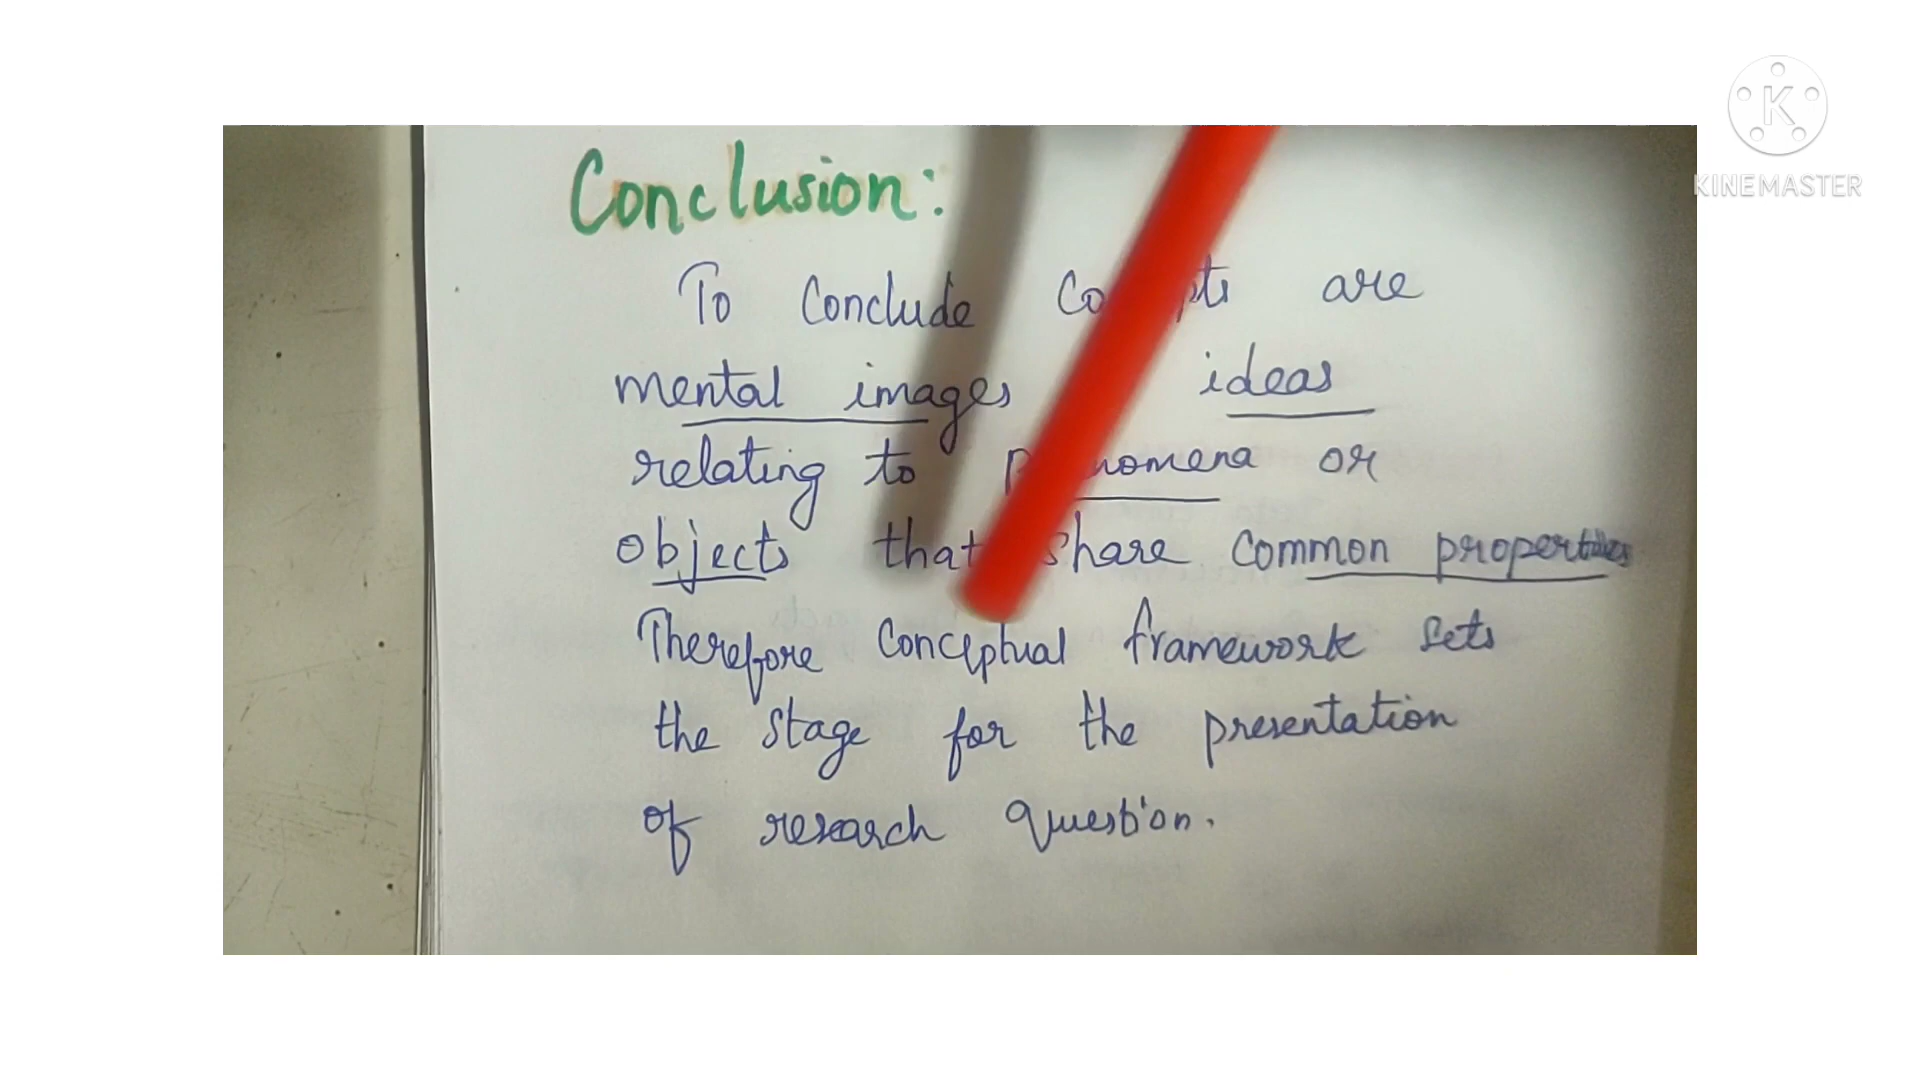 Conclusion:
To Conclude are
mental images ideas
relating to or
objects that share common properties
Therefore Conceptual framework sets
the stage for the presentation
of research question.
K
KINEMASTER